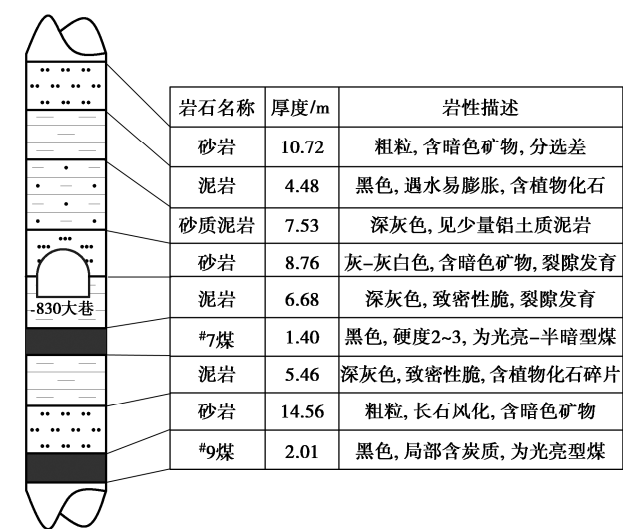 岩石名称 厚度/m 岩性描述
砂岩 10.72 粗粒, 含暗色矿物, 分选差
泥岩 4.48 黑色, 遇水易膨胀, 含植物化石
砂质泥岩 7.53 深灰色, 见少量铝土质泥岩
砂岩 8.76 灰-灰白色, 含暗色矿物, 裂隙发育
泥岩 6.68 深灰色, 致密性脆, 裂隙发育
#7煤 1.40 黑色, 硬度2~3, 为光亮-半暗型煤
泥岩 5.46 深灰色, 致密性脆, 含植物化石碎片
砂岩 14.56 粗粒, 长石风化, 含暗色矿物
#9煤 2.01 黑色, 局部含炭质, 为光亮型煤
-830大巷